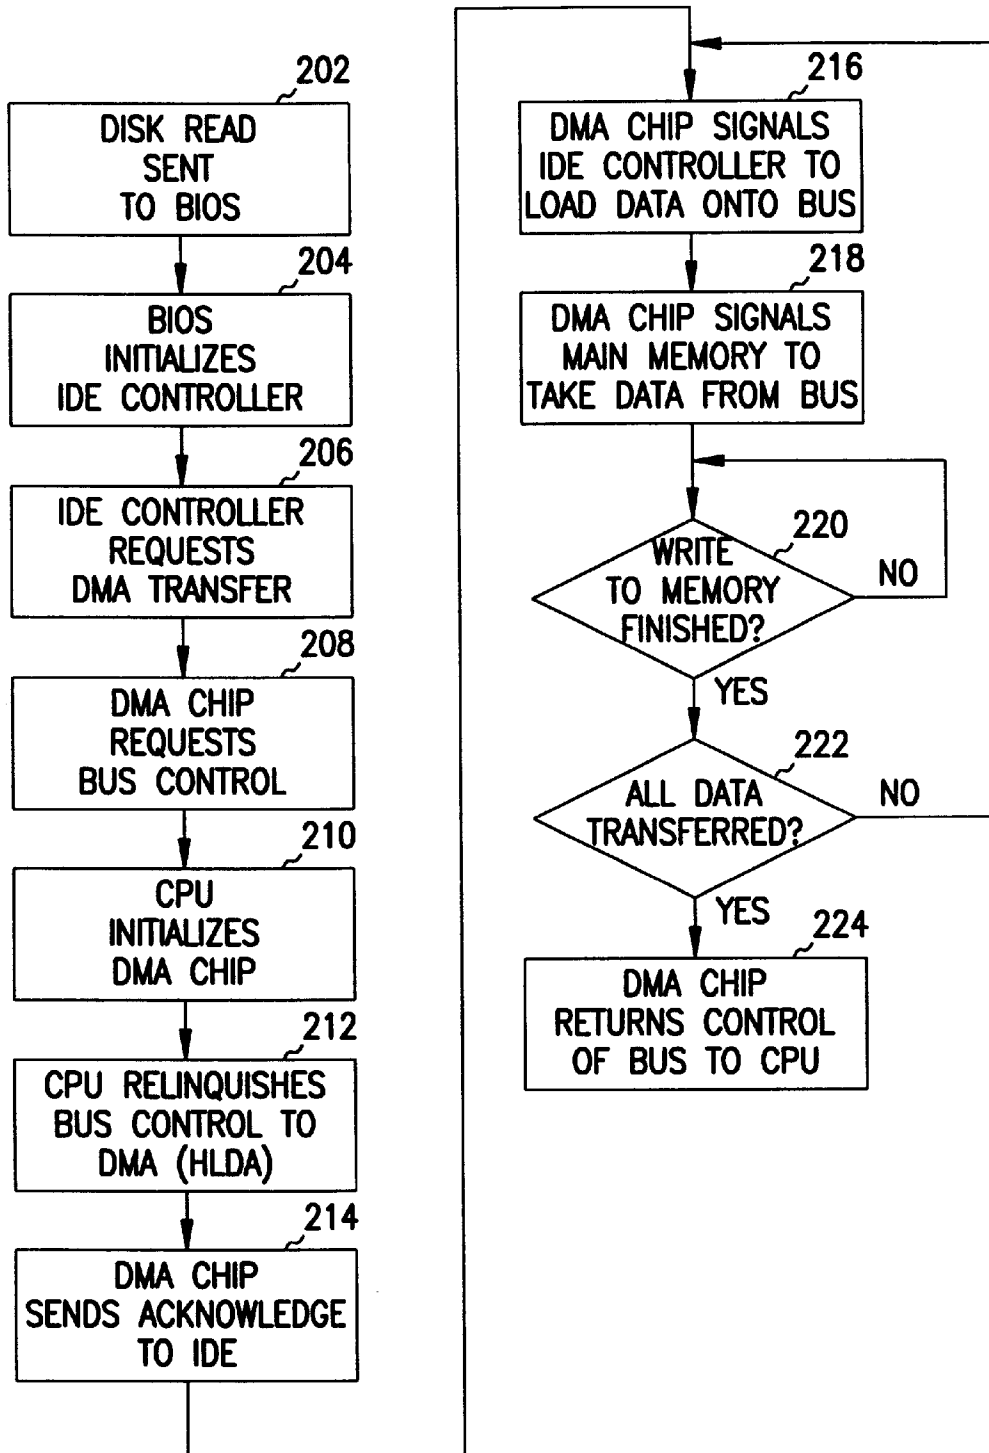 202
DISK READ
SENT
TO BIOS
204
BIOS
INITIALIZES
IDE CONTROLLER
206
IDE CONTROLLER
REQUESTS
DMA TRANSFER
208
DMA CHIP
REQUESTS
BUS CONTROL
210
CPU
INITIALIZES
DMA CHIP
212
CPU RELINQUISHES
BUS CONTROL TO
DMA (HLDA)
214
DMA CHIP
SENDS ACKNOWLEDGE
TO IDE
216
DMA CHIP SIGNALS
IDE CONTROLLER TO
LOAD DATA ONTO BUS
218
DMA CHIP SIGNALS
MAIN MEMORY TO
TAKE DATA FROM BUS
220
WRITE
TO MEMORY
FINISHED?
NO
YES
222
ALL DATA
TRANSFERRED?
NO
YES
224
DMA CHIP
RETURNS CONTROL
OF BUS TO CPU